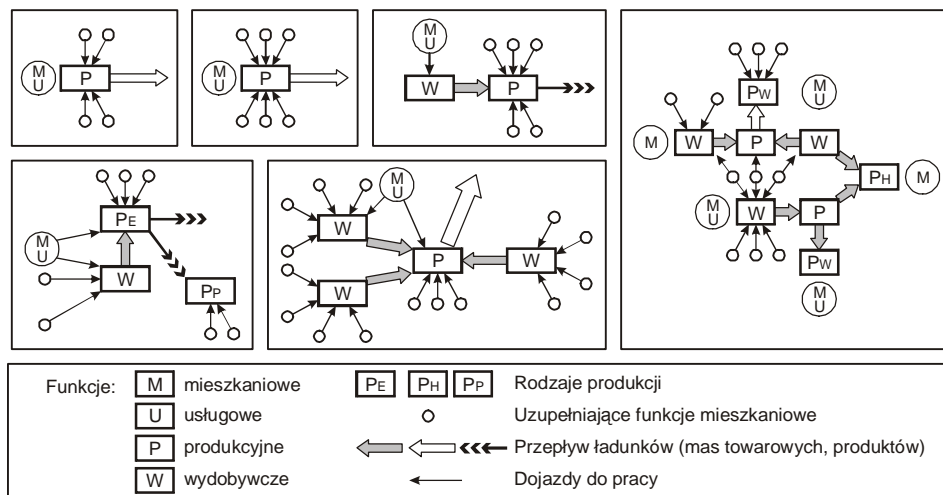 M
U
P
M
U
P
M
U
W
P
M
U
PE
W
PP
M
U
W
W
P
W
PW
M
U
M
W
P
W
PH
M
M
U
W
P
PW
M
U
Funkcje:
M mieszkaniowe
U usługowe
P produkcyjne
W wydobywcze
PE PH PP Rodzaje produkcji
Uzupełniające funkcje mieszkaniowe
Przepływ ładunków (mas towarowych, produktów)
Dojazdy do pracy